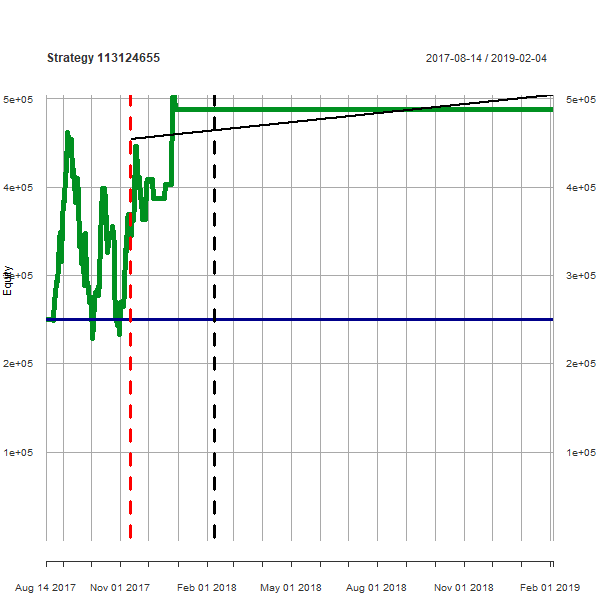 Strategy 113124655
2017-08-14 / 2019-02-04
5e+05
5e+05
4e+05
4e+05
3e+05
3e+05
Equity
2e+05
2e+05
1e+05
1e+05
Aug 14 2017
Nov 01 2017
Feb 01 2018
May 01 2018
Aug 01 2018
Nov 01 2018
Feb 01 2019